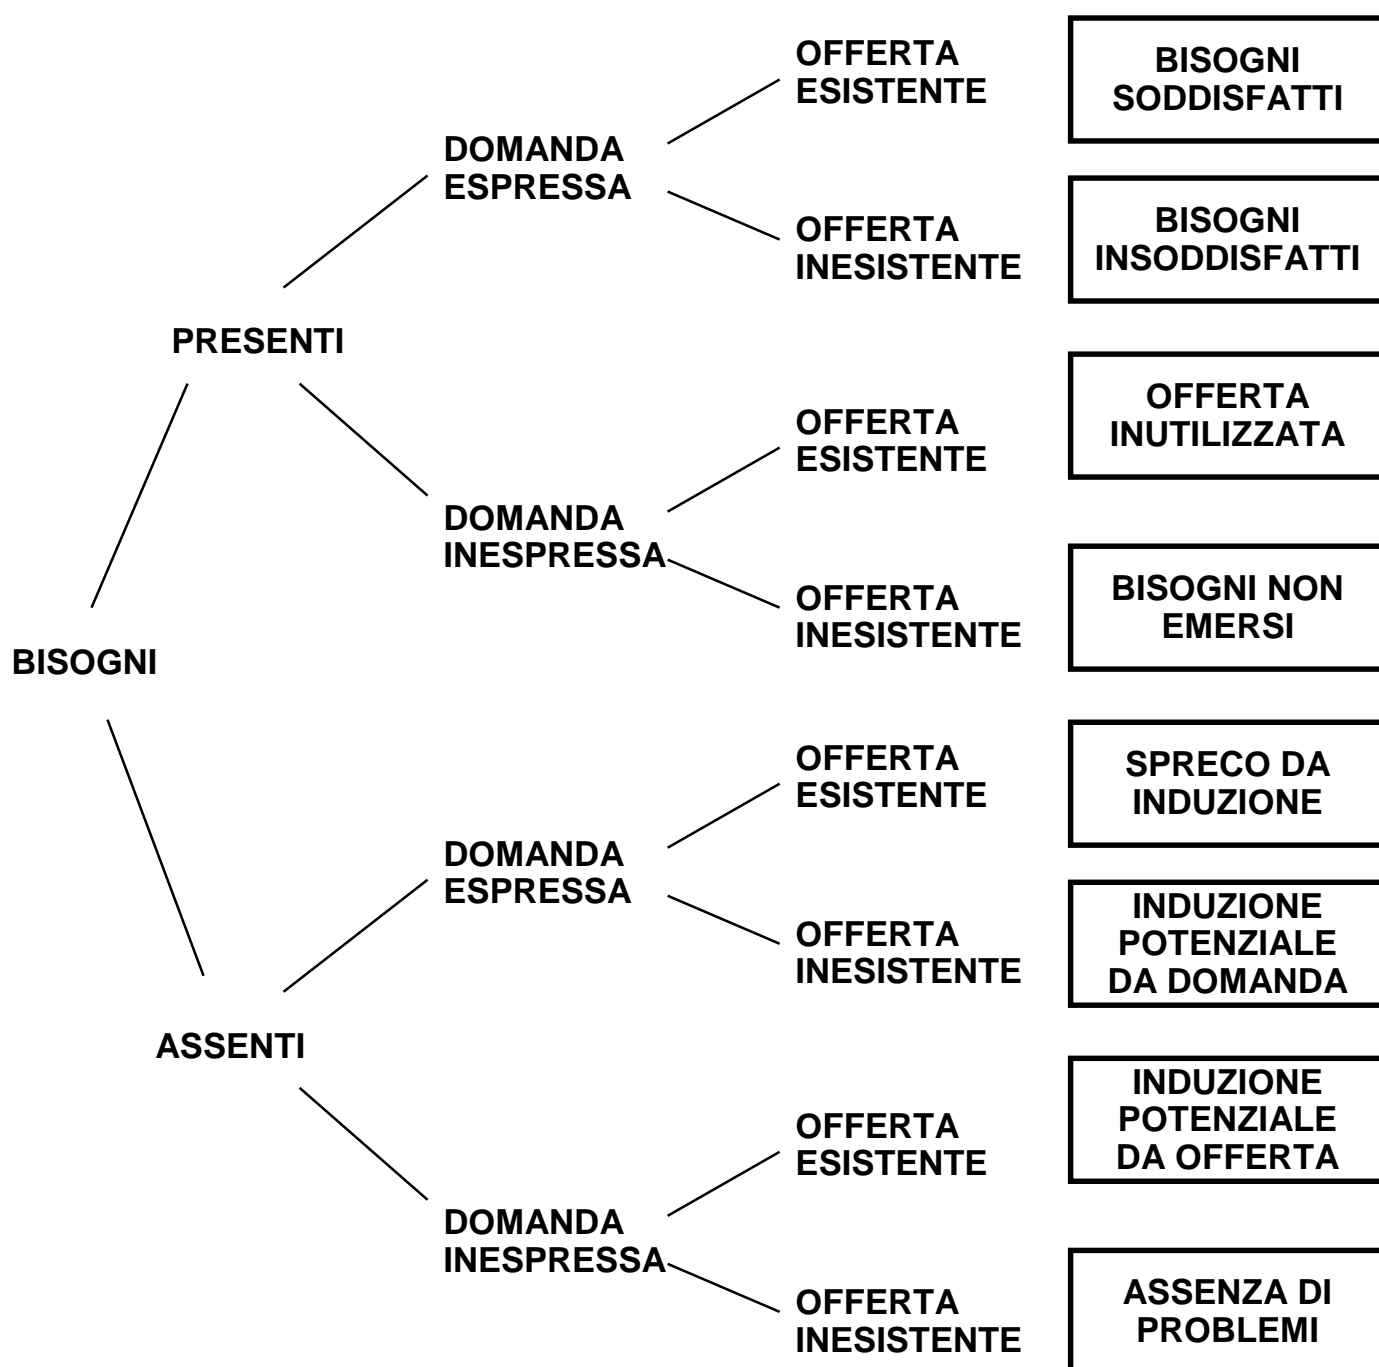 OFFERTA
ESISTENTE
BISOGNI
SODDISFATTI
DOMANDA
ESPRESSA
OFFERTA
INESISTENTE
BISOGNI
INSODDISFATTI
PRESENTI
OFFERTA
ESISTENTE
OFFERTA
INUTILIZZATA
DOMANDA
INESPRESSA
OFFERTA
INESISTENTE
BISOGNI NON
EMERSI
BISOGNI
OFFERTA
ESISTENTE
SPRECO DA
INDUZIONE
DOMANDA
ESPRESSA
OFFERTA
INESISTENTE
INDUZIONE
POTENZIALE
DA DOMANDA
ASSENTI
OFFERTA
ESISTENTE
INDUZIONE
POTENZIALE
DA OFFERTA
DOMANDA
INESPRESSA
OFFERTA
INESISTENTE
ASSENZA DI
PROBLEMI